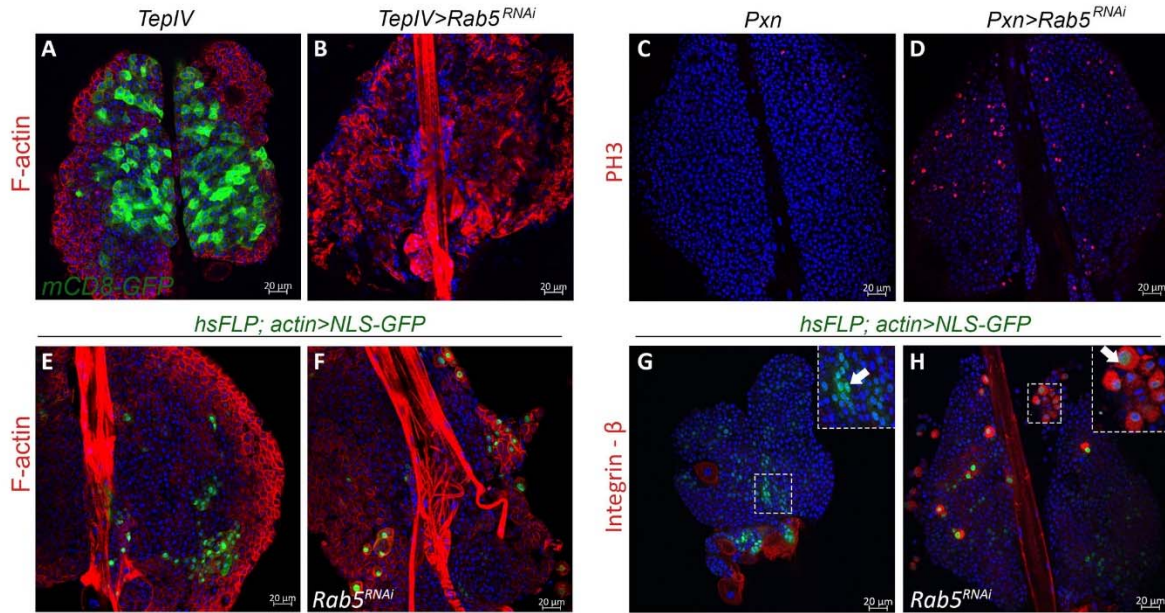 TepIV
TepIV>Rab5RNAi
Pxn
Pxn>Rab5RNAi
F-actin
A
mCD8-GFP
20 µm
B
20 µm
PH3
C
20 µm
D
20 µm
hsFLP; actin>NLS-GFP
hsFLP; actin>NLS-GFP
F-actin
E
20 µm
F
Rab5RNAi
20 µm
Integrin - β
G
20 µm
H
Rab5RNAi
20 µm